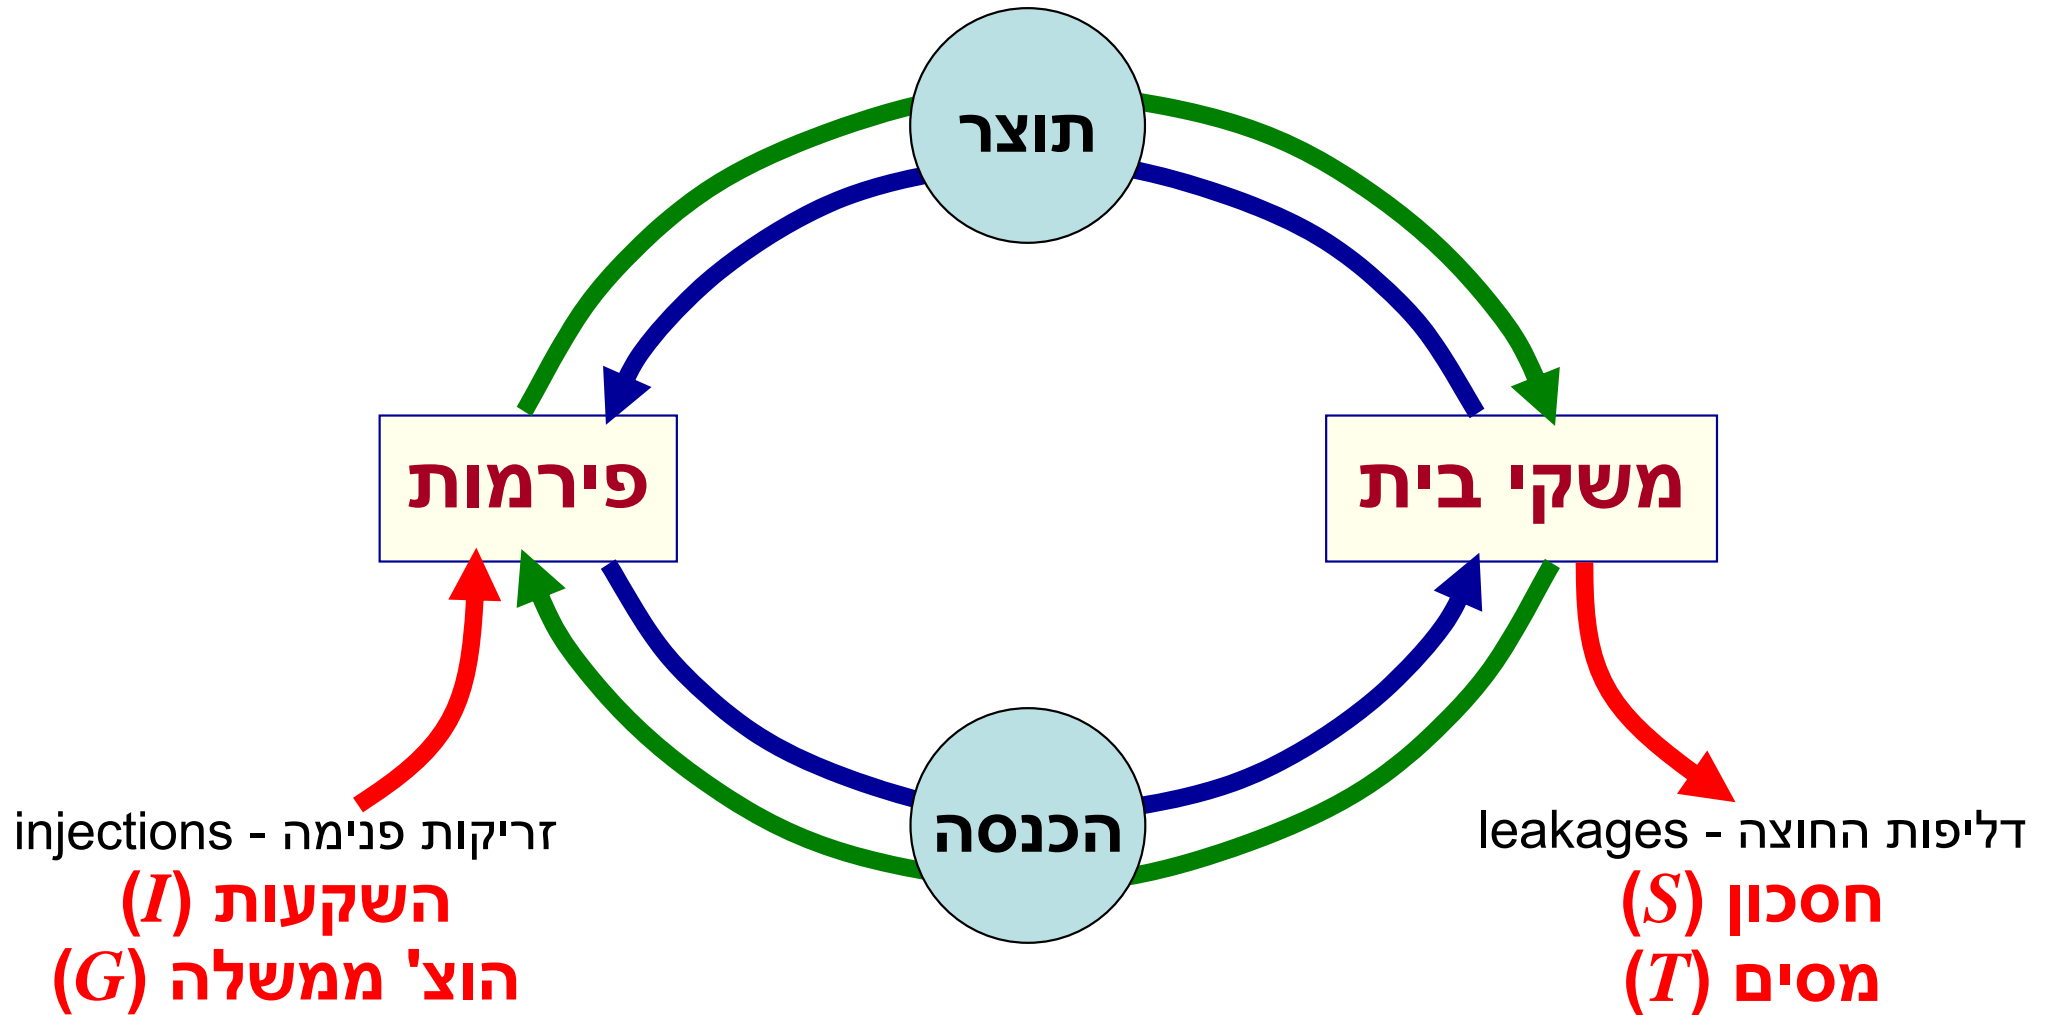 תוצר
משקי בית
פירמות
הכנסה
דליפות החוצה - leakages
חסכון (S)
מסים (T)
זריקות פנימה - injections
השקעות (I)
הוצ' ממשלה (G)